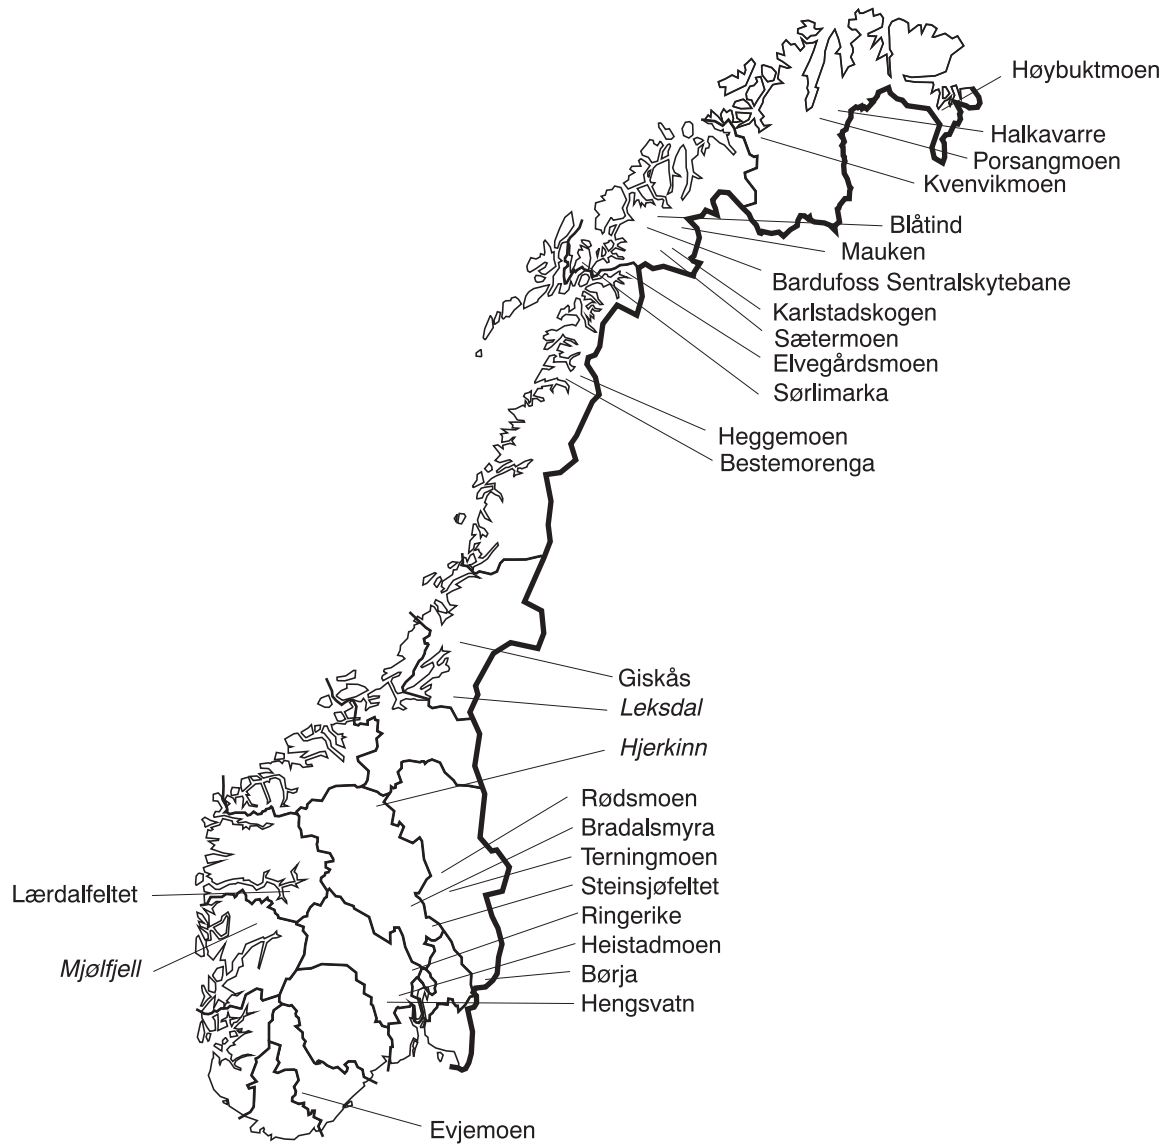 Høybuktmoen
Halkavarre
Porsangmoen
Kvenvikmoen
Blåtind
Mauken
Bardufoss Sentralskytebane
Karlstadskogen
Sætermoen
Elvegårdsmoen
Sørlimarka
Heggemoen
Bestemorenga
Giskås
Leksdal
Hjerkinn
Rødsmoen
Bradalsmyra
Terningmoen
Steinsjøfeltet
Lærdalfeltet
Ringerike
Heistadmoen
Mjølfjell
Børja
Hengsvatn
Evjemoen